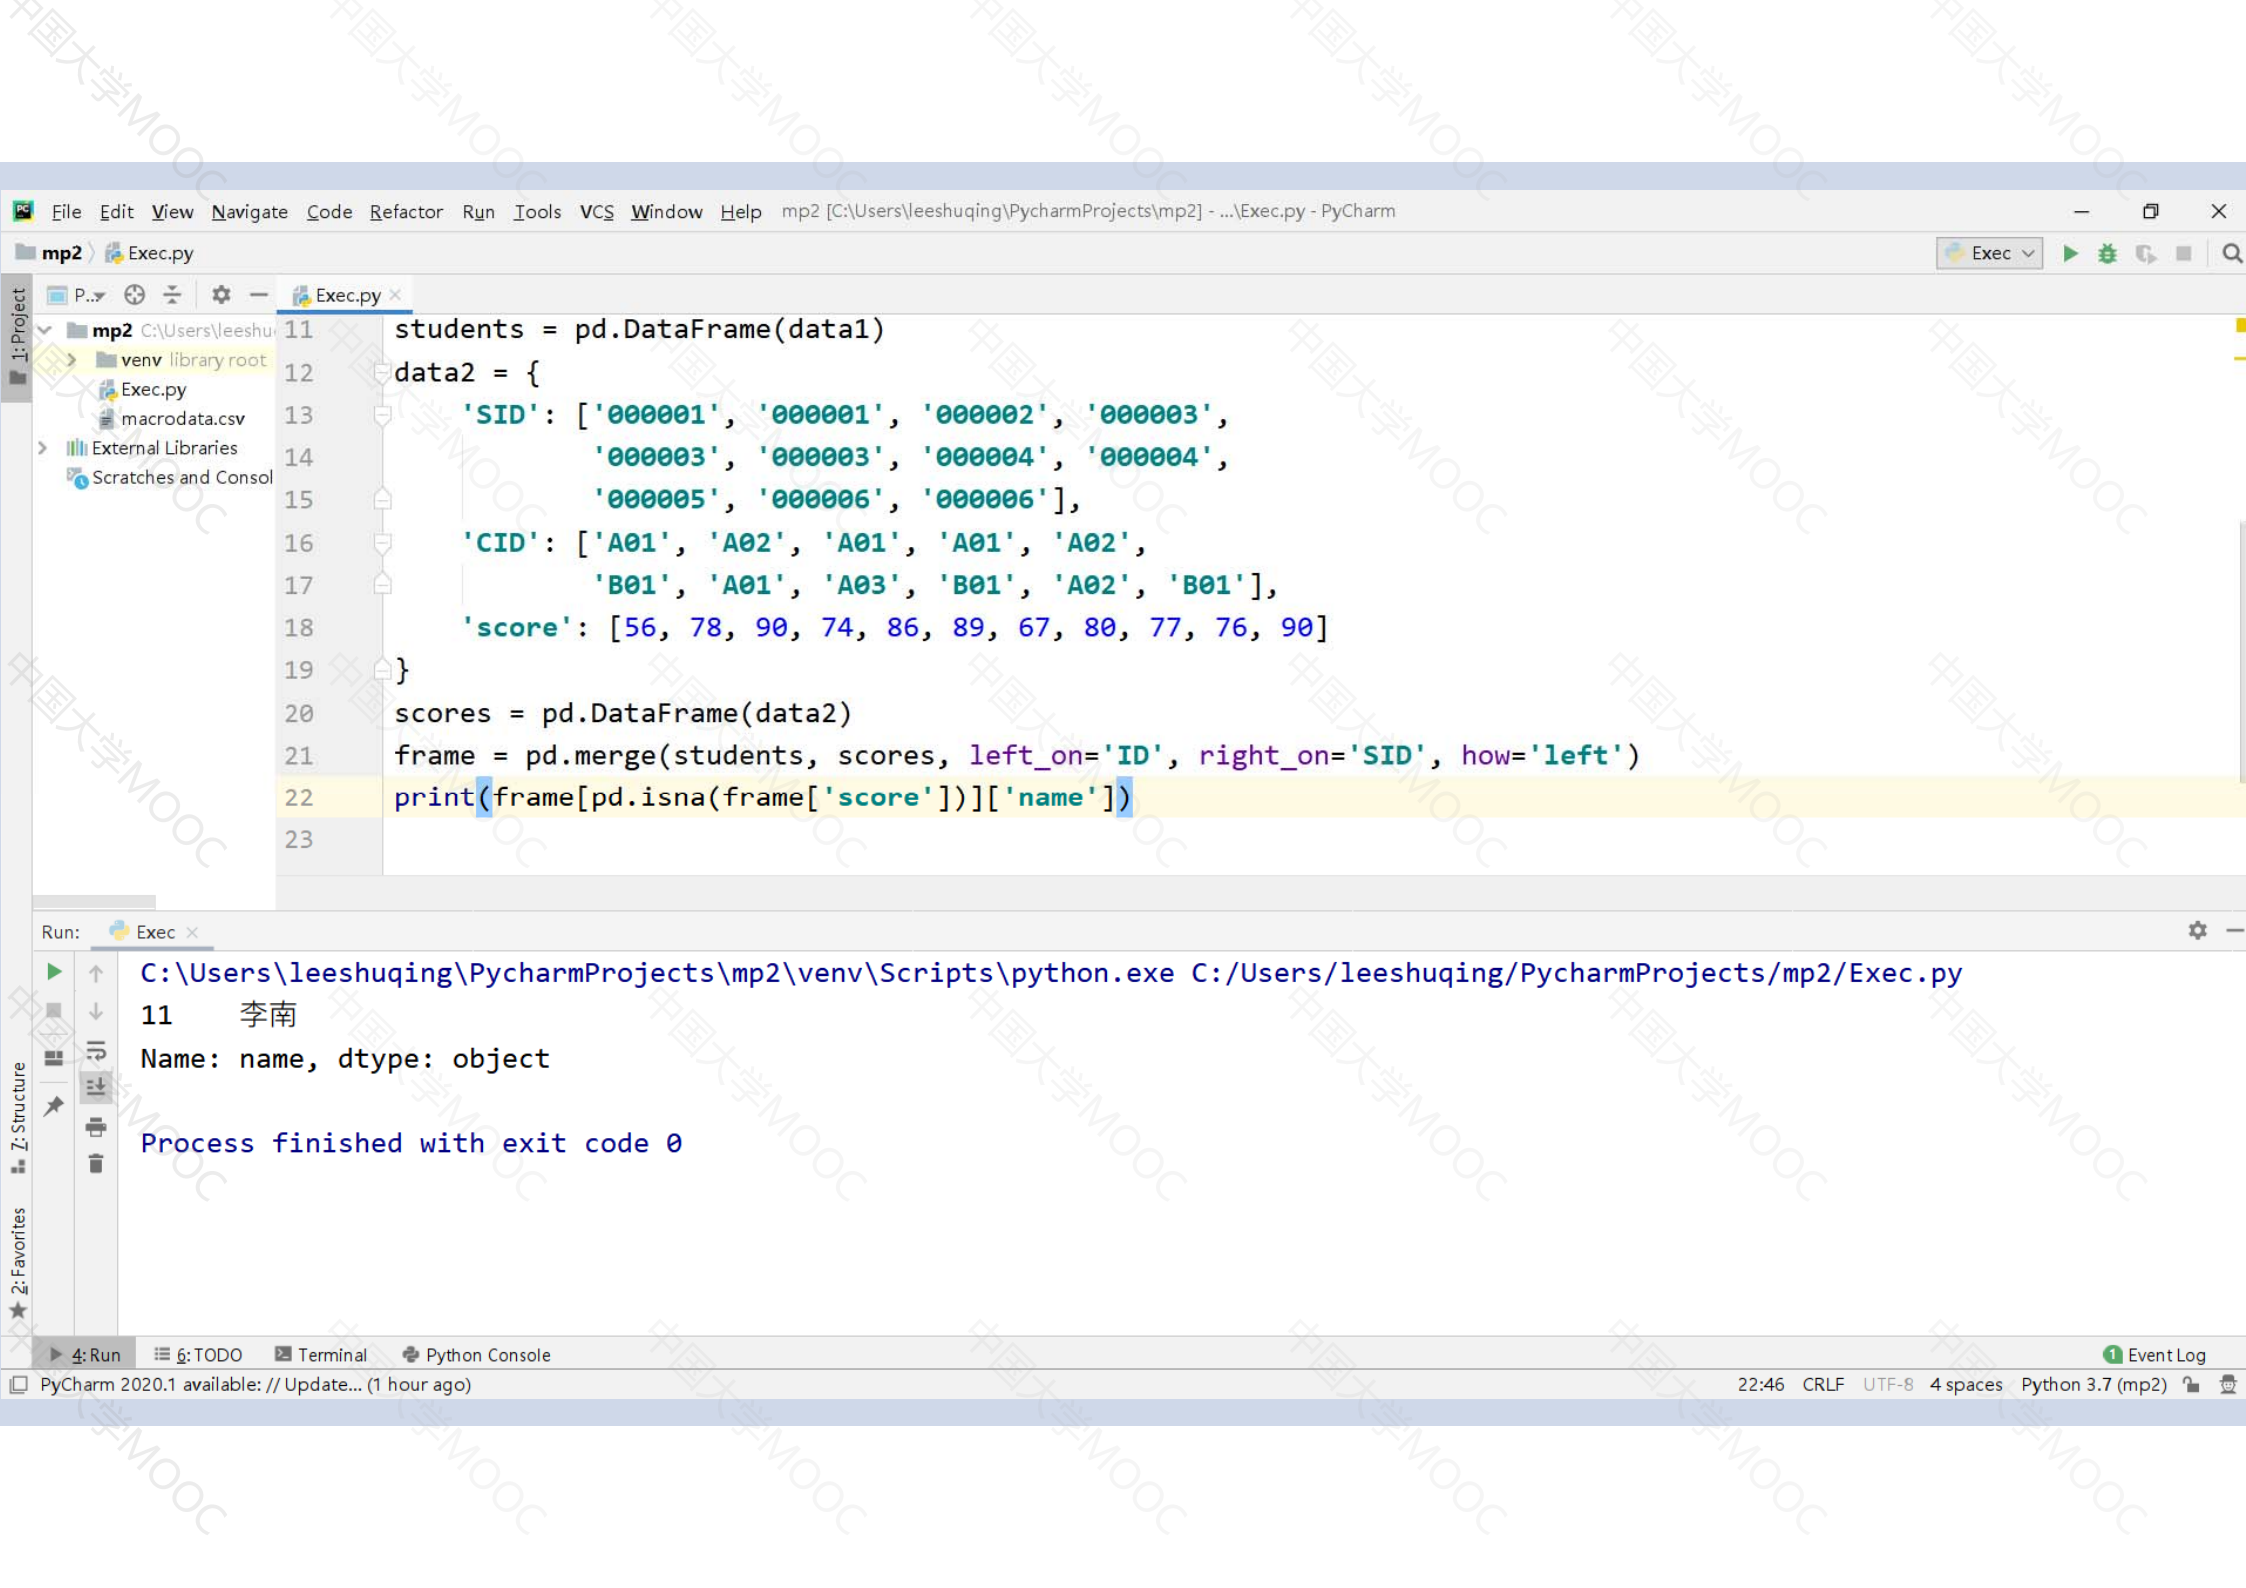 File Edit View Navigate Code Refactor Run Tools VCS Window Help mp2 [C:\Users\leeshuqing\PycharmProjects\mp2] - ...\Exec.py - PyCharm
mp2 Exec.py
Exec
1: Project
P...
Exec.py
mp2 C:\Users\leeshu
venv library root
Exec.py
macrodata.csv
External Libraries
Scratches and Consol
11 students = pd.DataFrame(data1)
12 data2 = {
13 'SID': ['000001', '000001', '000002', '000003',
14 '000003', '000003', '000004', '000004',
15 '000005', '000006', '000006'],
16 'CID': ['A01', 'A02', 'A01', 'A01', 'A02',
17 'B01', 'A01', 'A03', 'B01', 'A02', 'B01'],
18 'score': [56, 78, 90, 74, 86, 89, 67, 80, 77, 76, 90]
19 }
20 scores = pd.DataFrame(data2)
21 frame = pd.merge(students, scores, left_on='ID', right_on='SID', how='left')
22 print(frame[pd.isna(frame['score'])]['name'])
23
Run: Exec
C:\Users\leeshuqing\PycharmProjects\mp2\venv\Scripts\python.exe C:/Users/leeshuqing/PycharmProjects/mp2/Exec.py
11 李南
Name: name, dtype: object
Process finished with exit code 0
7: Structure
2: Favorites
4: Run 6: TODO Terminal Python Console
1 Event Log
PyCharm 2020.1 available: // Update... (1 hour ago)
22:46 CRLF UTF-8 4 spaces Python 3.7 (mp2)
中国大学MOOC